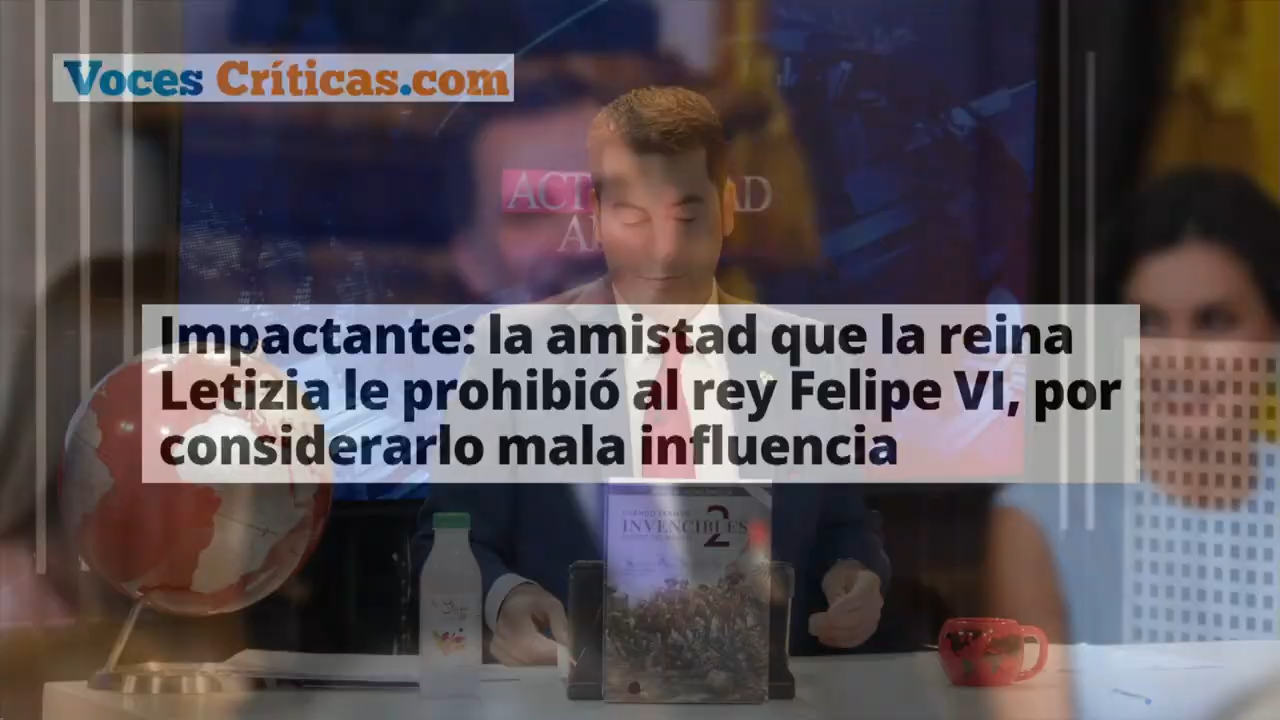 Voces Críticas.com
Impactante: la amistad que la reina
Letizia le prohibió al rey Felipe VI, por
considerarlo mala influencia
INVENCIBLES
2